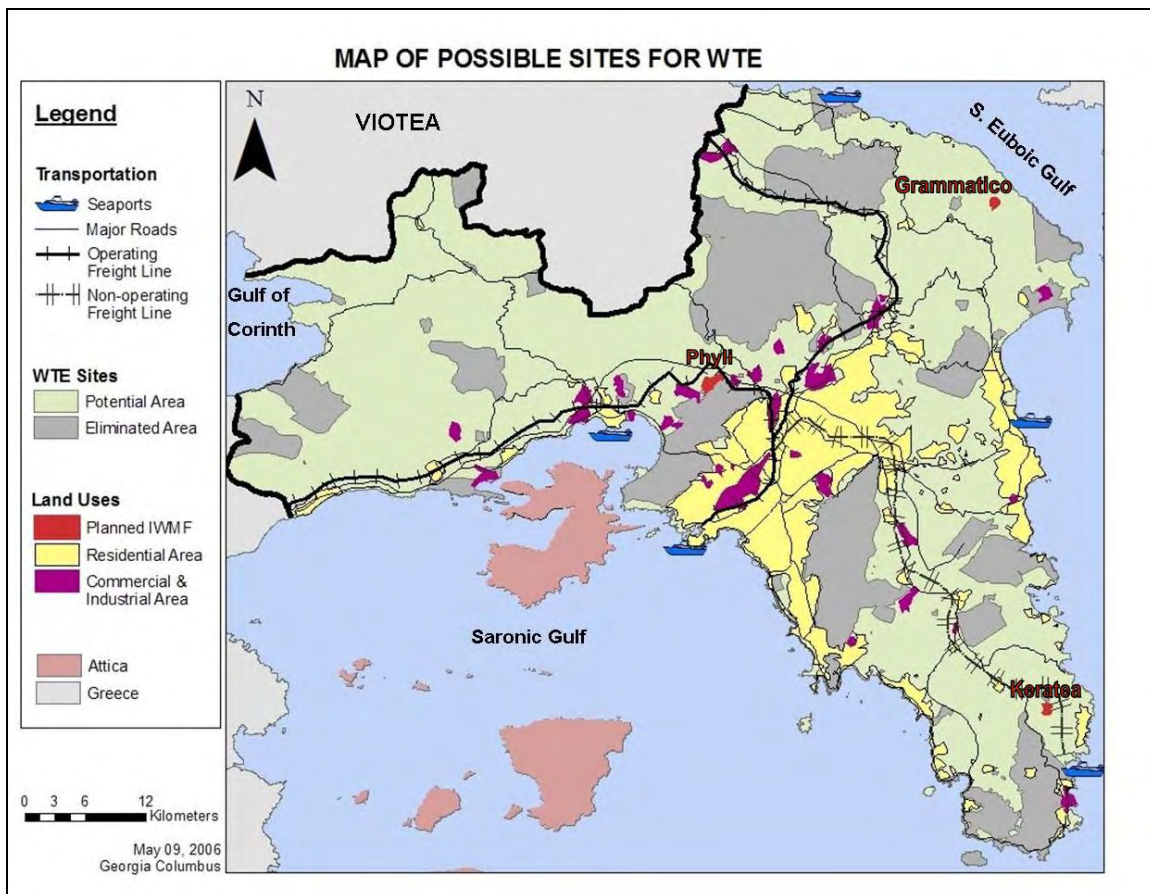 MAP OF POSSIBLE SITES FOR WTE
Legend
Transportation
Seaports
Major Roads
Operating
Freight Line
Non-operating
Freight Line
WTE Sites
Potential Area
Eliminated Area
Land Uses
Planned IWMF
Residential Area
Commercial &
Industrial Area
Attica
Greece
0 3 6 12
Kilometers
May 09, 2006
Georgia Columbus
N
VIOTEA
S. Euboic Gulf
Grammatico
Gulf of
Corinth
Phyli
Saronic Gulf
Keratea